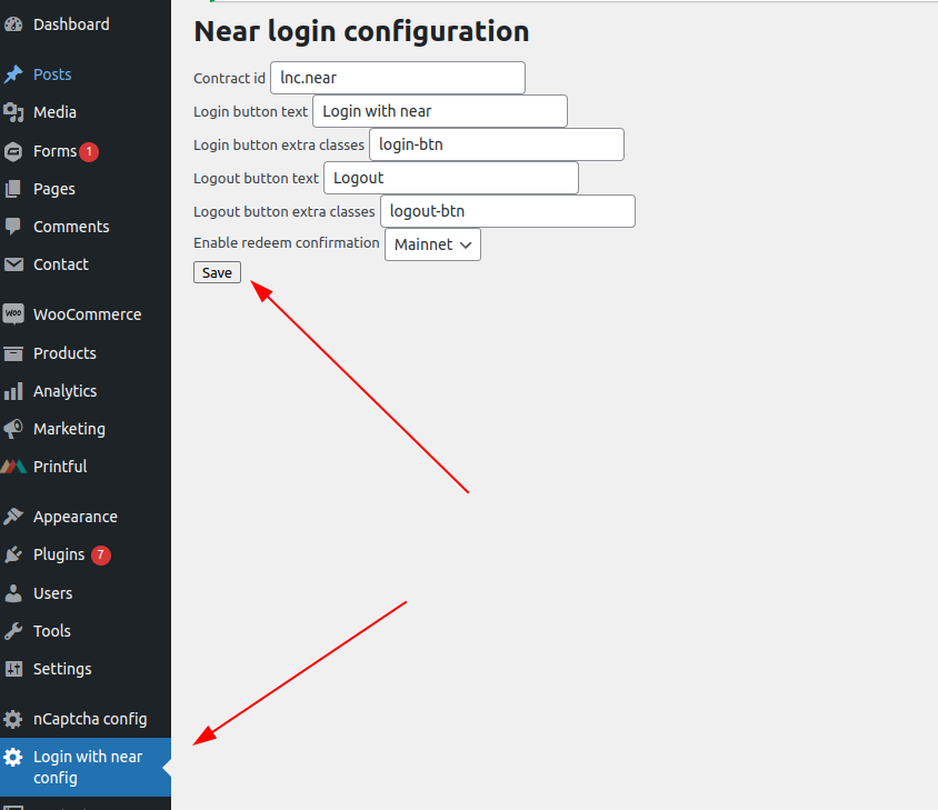 Dashboard
Posts
Media
Forms 1
Pages
Comments
Contact
WOO WooCommerce
Products
Analytics
Marketing
Printful
Appearance
Plugins 7
Users
Tools
Settings
nCaptcha config
Login with near
config
Near login configuration
Contract id lnc.near
Login button text Login with near
Login button extra classes login-btn
Logout button text Logout
Logout button extra classes logout-btn
Enable redeem confirmation Mainnet
Save